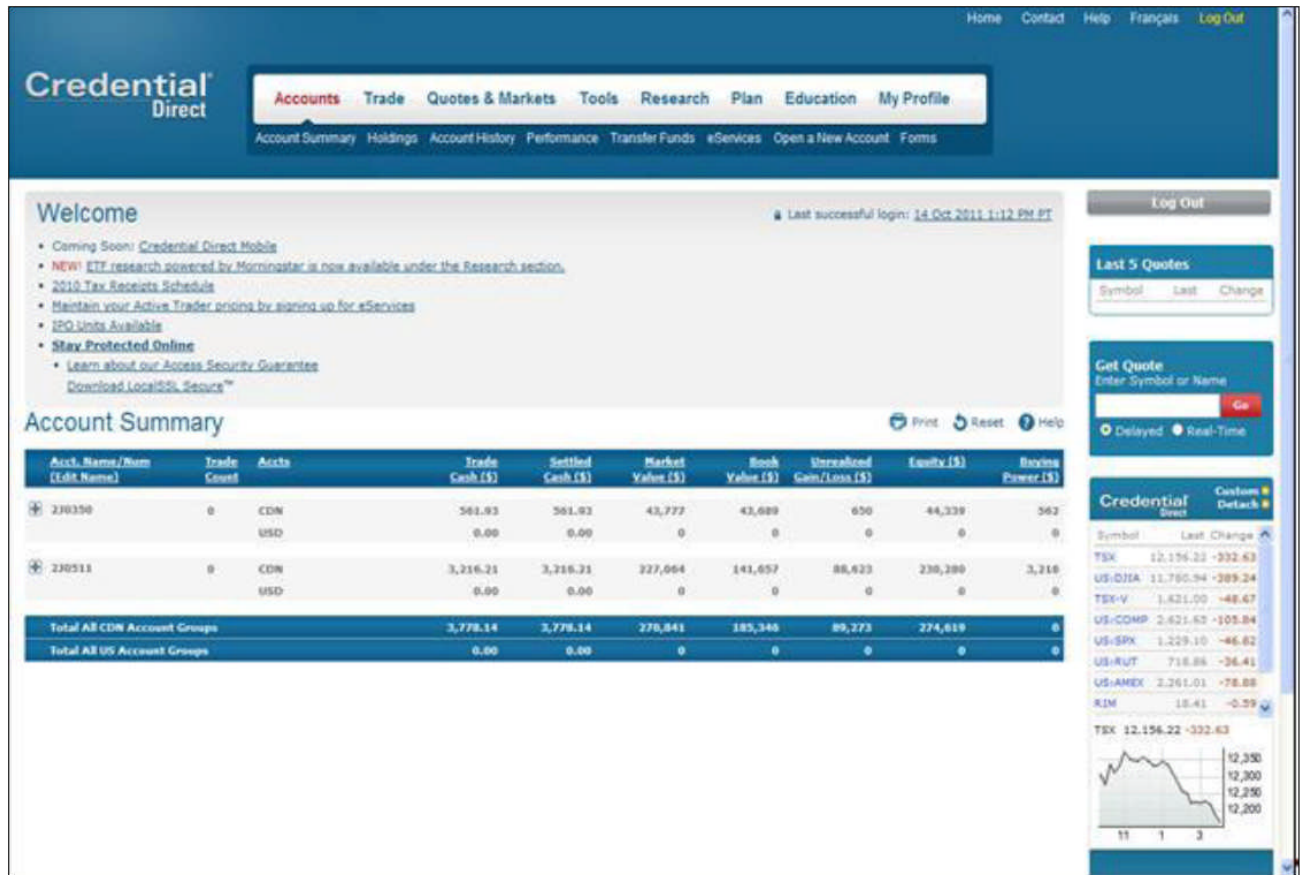 Home Contact Help Français Log Out
Credential
Direct
Accounts Trade Quotes & Markets Tools Research Plan Education My Profile
Account Summary Holdings Account History Performance Transfer Funds eServices Open a New Account Forms
Welcome
Last successful login: 14 Oct 2011 1:12 PM PT
• Coming Soon: Credential Direct Mobile
• NEW! ETF research powered by Morningstar is now available under the Research section.
• 2010 Tax Receipts Schedule
• Maintain your Active Trader pricing by signing up for eServices
• IPO Units Available
• Stay Protected Online
• Learn about our Access Security Guarantee
Download LocalSSL Secure™
Account Summary
Print Reset Help
Acct. Name/Num Trade Accts Trade Settled Market Book Unrealized Equity ($) Buying
(Edit Name) Count Cash ($) Cash ($) Value ($) Value ($) Gain/Loss ($) Power ($)
2J0350 0 CDN 561.93 561.93 43,777 43,689 650 44,339 562
USD 0.00 0.00 0 0 0 0 0
2J0511 0 CDN 3,216.21 3,216.21 227,064 141,657 88,623 230,280 3,216
USD 0.00 0.00 0 0 0 0 0
Total All CDN Account Groups 3,778.14 3,778.14 270,841 185,346 89,273 274,619 0
Total All US Account Groups 0.00 0.00 0 0 0 0 0
Log Out
Last 5 Quotes
Symbol Last Change
Get Quote
Enter Symbol or Name
Go
Delayed Real-Time
Credential
Direct
Custom
Detach
Symbol Last Change
TSX 12,156.22 -332.63
US:DJIA 11,780.94 -389.24
TSX-V 1,621.00 -48.67
US:COMP 2,621.63 -105.84
US:SPX 1,229.10 -46.82
US:RUT 718.86 -36.41
US:AMEX 2,261.01 -78.88
RIM 18.41 -0.59
TSX 12,156.22 -332.63
12,350
12,300
12,250
12,200
11 1 3